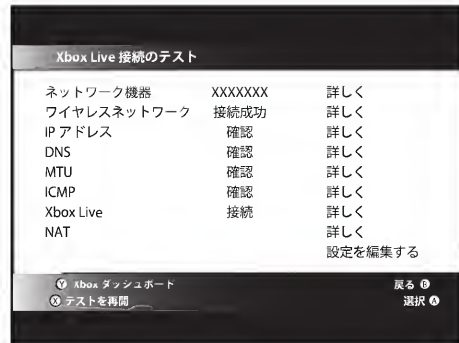 Xbox Live 接続のテスト
ネットワーク機器 XXXXXXX 詳しく
ワイヤレスネットワーク 接続成功 詳しく
IP アドレス 確認 詳しく
DNS 確認 詳しく
MTU 確認 詳しく
ICMP 確認 詳しく
Xbox Live 接続 詳しく
NAT 詳しく
設定を編集する
Y Xbox ダッシュボード 戻る B
X テストを再開 選択 A